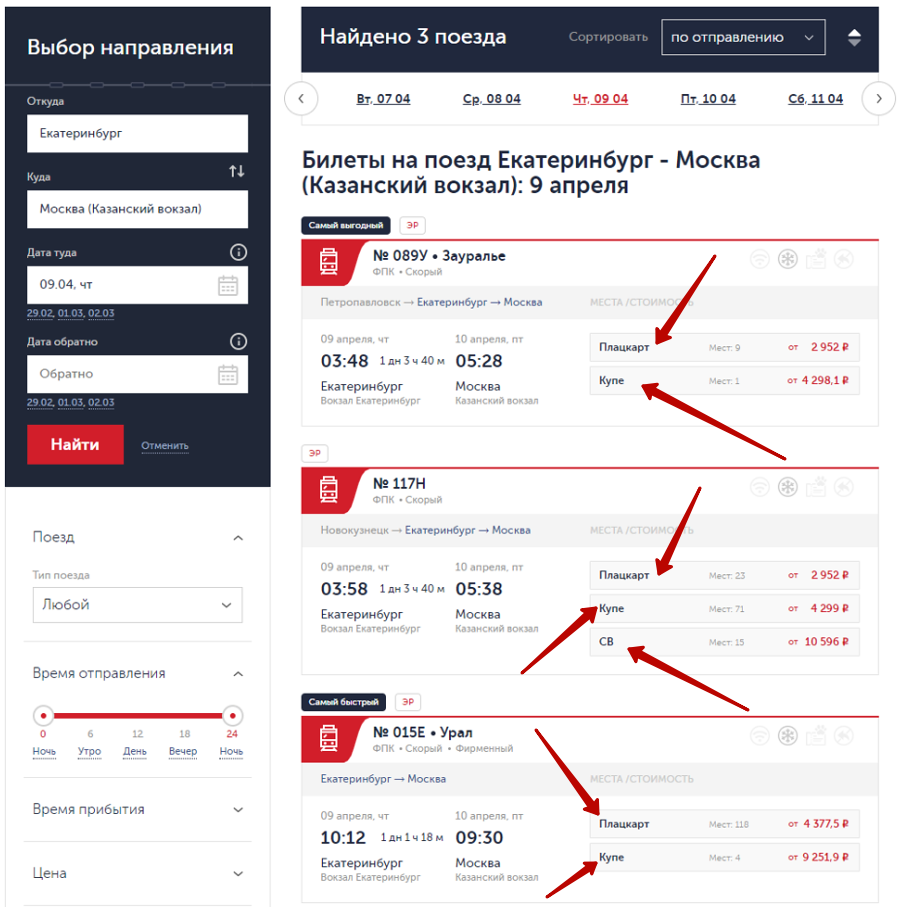 Выбор направления
Откуда
Екатеринбург
Куда
Москва (Казанский вокзал)
Дата туда
09.04, чт
29.02, 01.03, 02.03
Дата обратно
Обратно
29.02, 01.03, 02.03
Найти Отменить
Поезд
Тип поезда
Любой
Время отправления
0 6 12 18 24
Ночь Утро День Вечер Ночь
Время прибытия
Цена
Найдено 3 поезда Сортировать по отправлению
Вт, 07 04 Ср, 08 04 Чт, 09 04 Пт, 10 04 Сб, 11 04
Билеты на поезд Екатеринбург - Москва
(Казанский вокзал): 9 апреля
Самый выгодный ЭР
№ 089У • Зауралье
ФПК • Скорый
Петропавловск → Екатеринбург → Москва МЕСТА /СТОИМОСТЬ
09 апреля, чт 10 апреля, пт
03:48 1 дн 3 ч 40 м 05:28
Екатеринбург Москва
Вокзал Екатеринбург Казанский вокзал
Плацкарт Мест: 9 от 2 952 ₽
Купе Мест: 1 от 4 298,1 ₽
ЭР
№ 117Н
ФПК • Скорый
Новокузнецк → Екатеринбург → Москва МЕСТА /СТОИМОСТЬ
09 апреля, чт 10 апреля, пт
03:58 1 дн 3 ч 40 м 05:38
Екатеринбург Москва
Вокзал Екатеринбург Казанский вокзал
Плацкарт Мест: 23 от 2 952 ₽
Купе Мест: 71 от 4 299 ₽
СВ Мест: 15 от 10 596 ₽
Самый быстрый ЭР
№ 015Е • Урал
ФПК • Скорый • Фирменный
Екатеринбург → Москва МЕСТА /СТОИМОСТЬ
09 апреля, чт 10 апреля, пт
10:12 1 дн 1 ч 18 м 09:30
Екатеринбург Москва
Вокзал Екатеринбург Казанский вокзал
Плацкарт Мест: 118 от 4 377,5 ₽
Купе Мест: 4 от 9 251,9 ₽